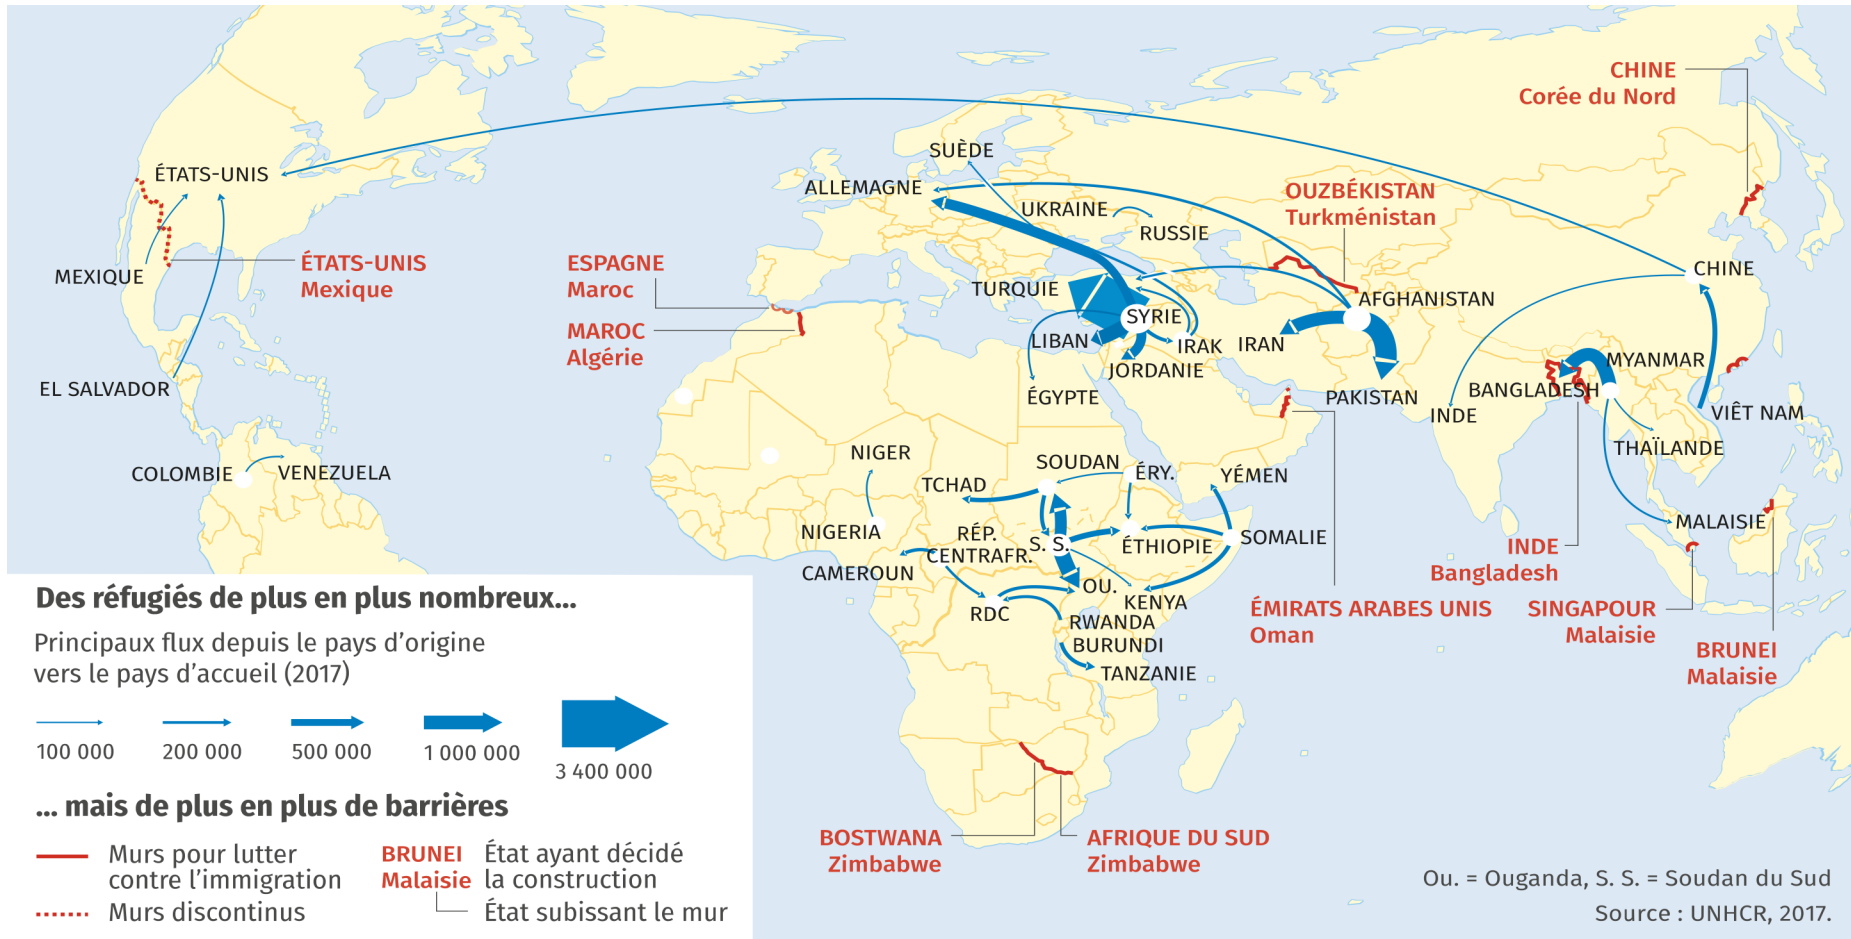 CHINE
Corée du Nord
SUÈDE
ÉTATS-UNIS
ALLEMAGNE
OUZBÉKISTAN
Turkménistan
UKRAINE
RUSSIE
MEXIQUE
ÉTATS-UNIS
Mexique
ESPAGNE
Maroc
TURQUIE
CHINE
AFGHANISTAN
SYRIE
MAROC
Algérie
LIBAN
IRAK
IRAN
JORDANIE
MYANMAR
EL SALVADOR
ÉGYPTE
PAKISTAN
BANGLADESH
INDE
VIÊT NAM
THAÏLANDE
COLOMBIE
VENEZUELA
NIGER
SOUDAN
ÉRY.
YÉMEN
TCHAD
NIGERIA
RÉP.
CENTRAFR.
S. S.
ÉTHIOPIE
SOMALIE
MALAISIE
CAMEROUN
OU.
KENYA
RDC
RWANDA
BURUNDI
TANZANIE
INDE
Bangladesh
ÉMIRATS ARABES UNIS
Oman
SINGAPOUR
Malaisie
BRUNEI
Malaisie
BOSTWANA
Zimbabwe
AFRIQUE DU SUD
Zimbabwe
Des réfugiés de plus en plus nombreux...
Principaux flux depuis le pays d’origine
vers le pays d’accueil (2017)
100 000
200 000
500 000
1 000 000
3 400 000
... mais de plus en plus de barrières
Murs pour lutter
contre l’immigration
Murs discontinus
BRUNEI
Malaisie
État ayant décidé
la construction
État subissant le mur
Ou. = Ouganda, S. S. = Soudan du Sud
Source : UNHCR, 2017.